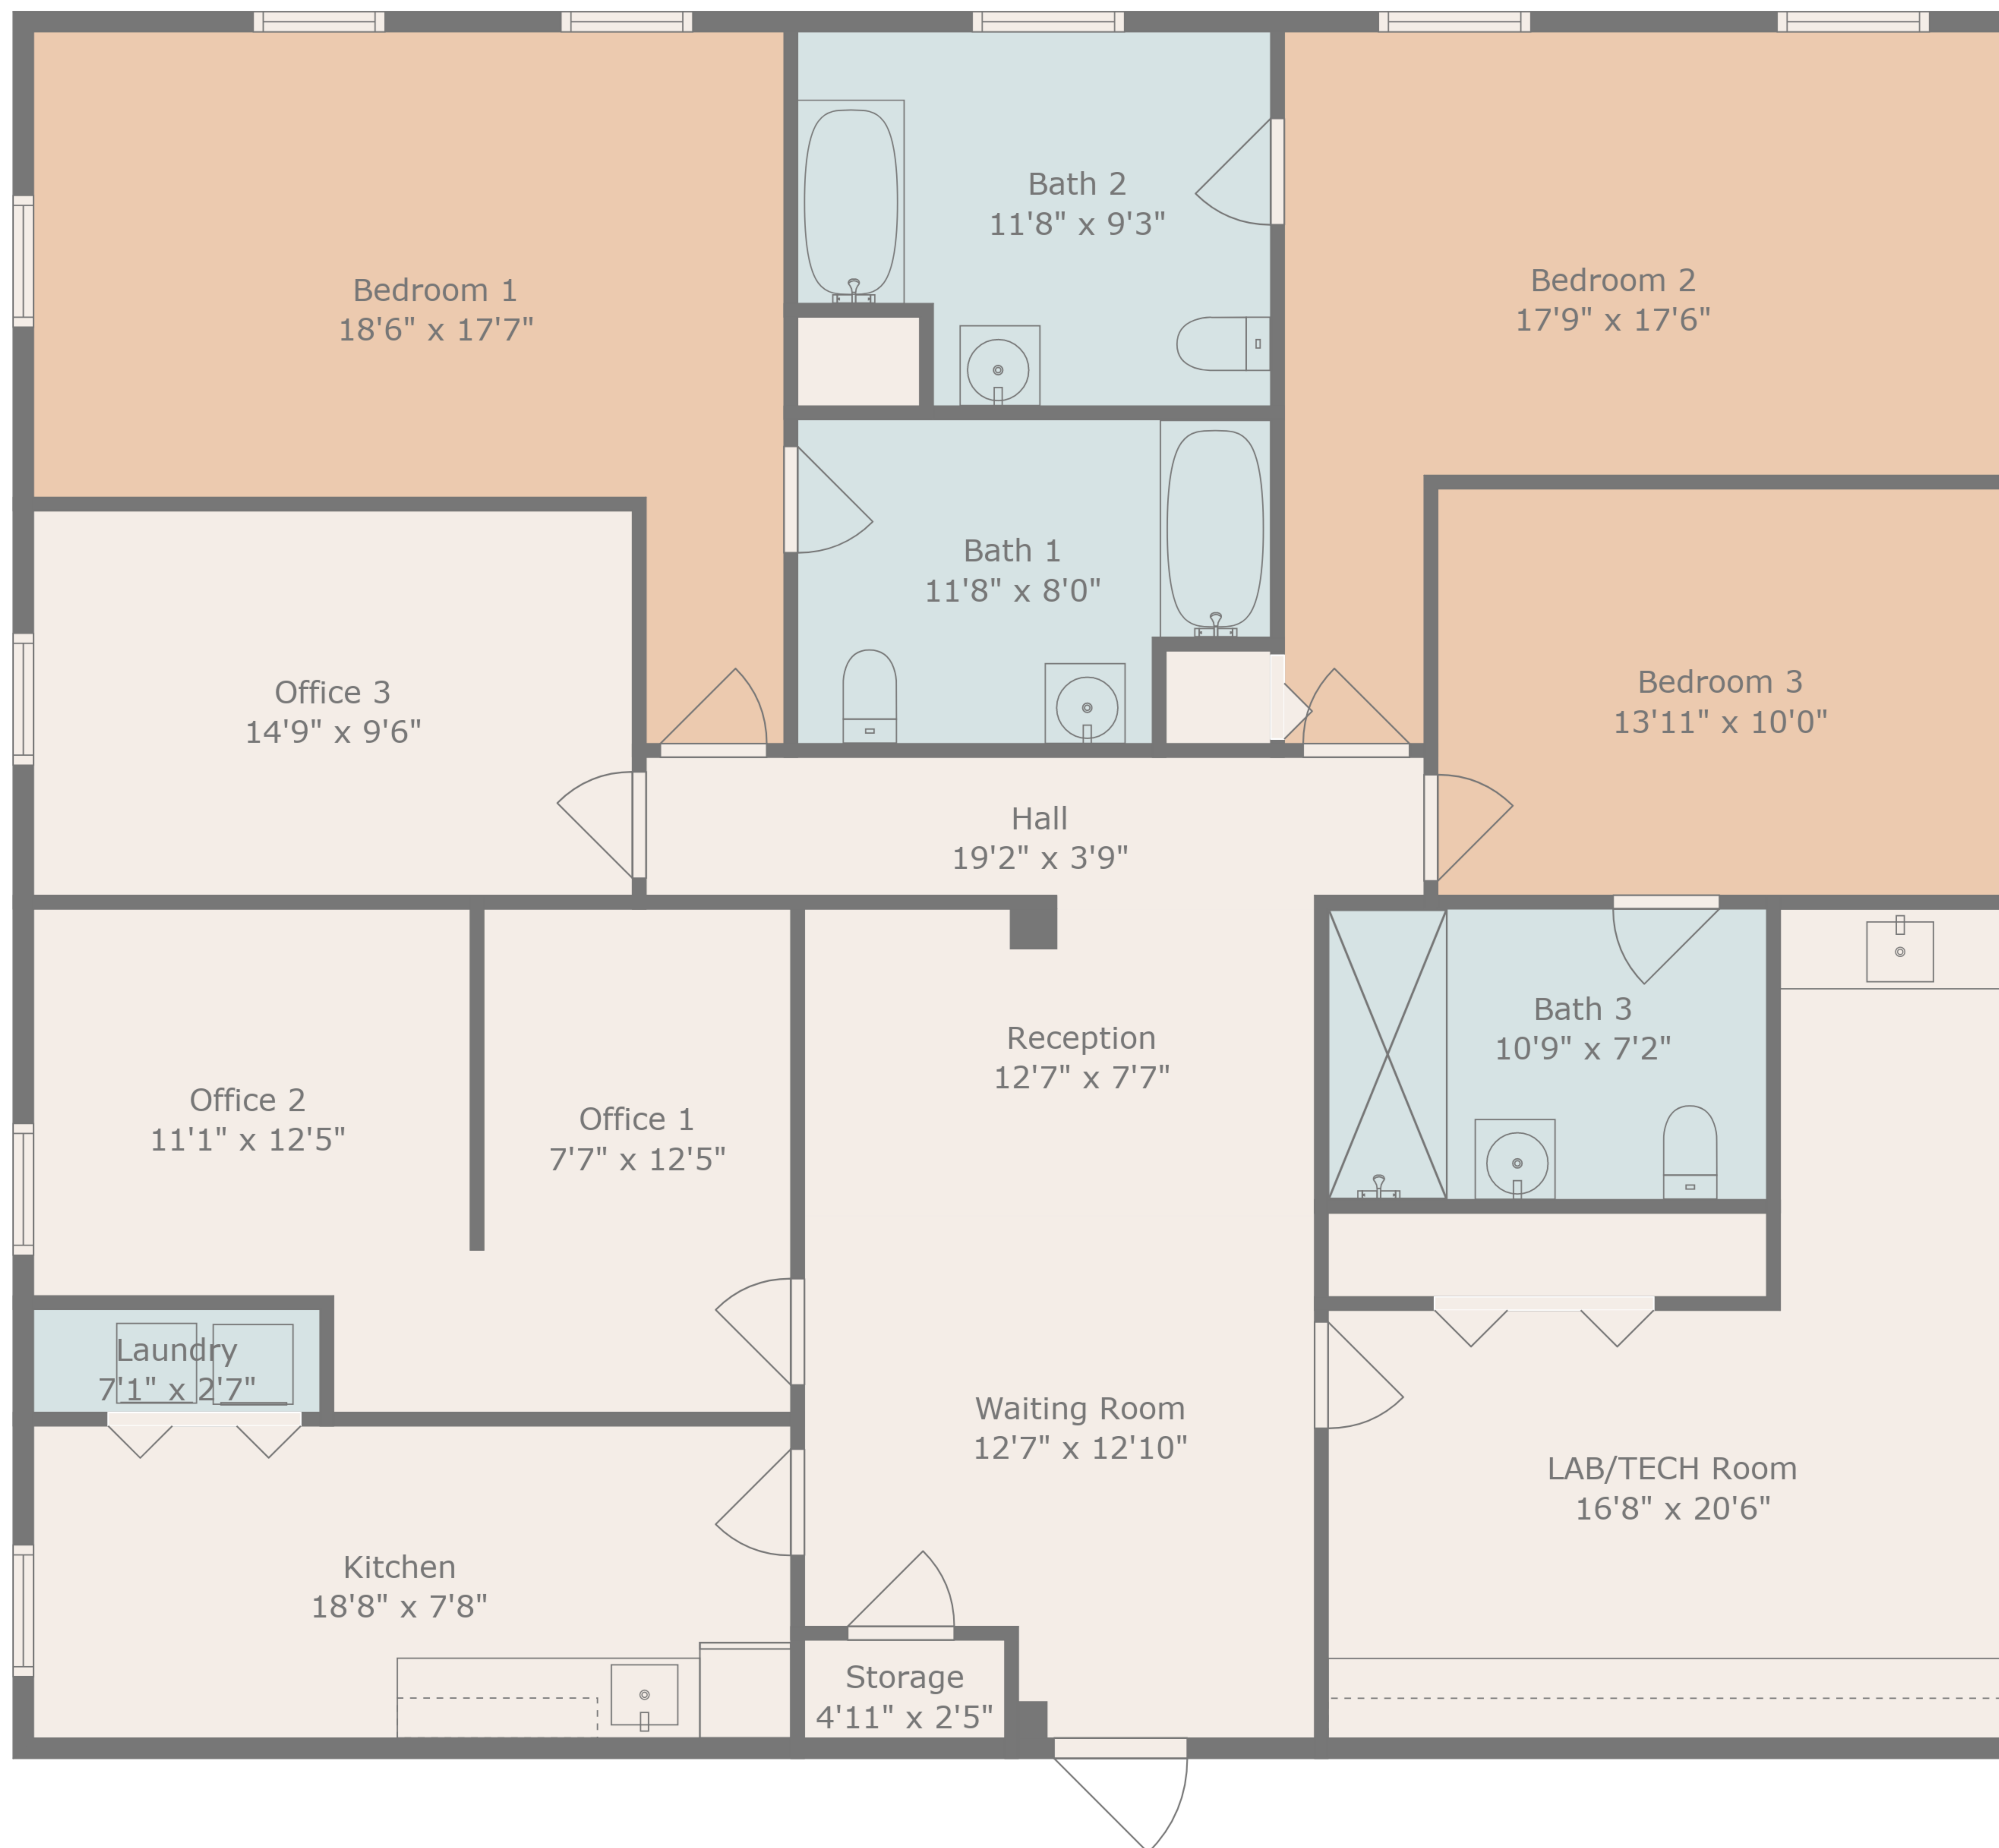 Bath 2
11'8" x 9'3"
Bedroom 1
18'6" x 17'7"
Bedroom 2
17'9" x 17'6"
Bath 1
11'8" x 8'0"
Office 3
14'9" x 9'6"
Bedroom 3
13'11" x 10'0"
Hall
19'2" x 3'9"
Reception
12'7" x 7'7"
Bath 3
10'9" x 7'2"
Office 2
11'1" x 12'5"
Office 1
7'7" x 12'5"
Laundry
7'1" x 2'7"
Waiting Room
12'7" x 12'10"
LAB/TECH Room
16'8" x 20'6"
Kitchen
18'8" x 7'8"
Storage
4'11" x 2'5"